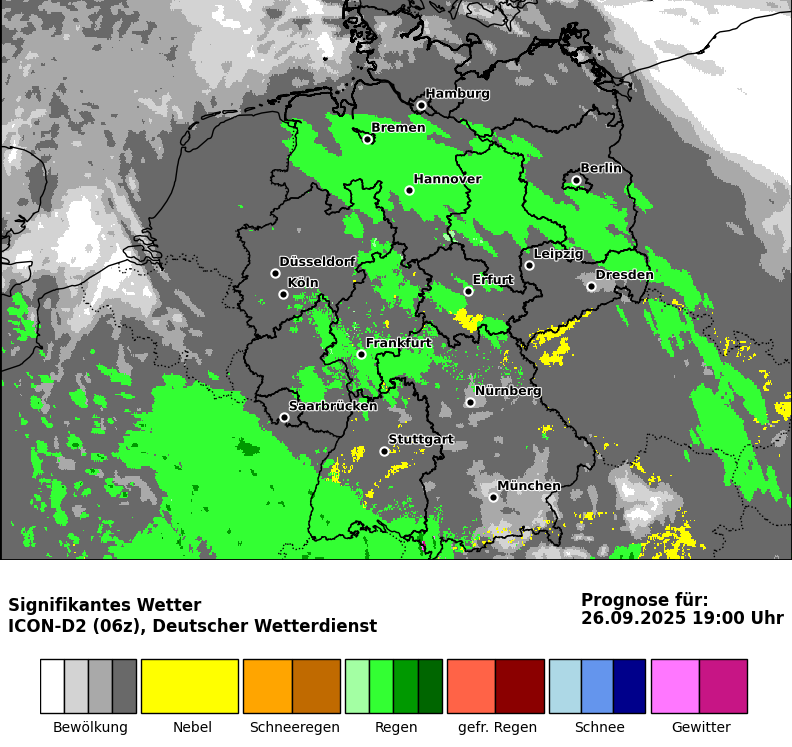 Hamburg
Bremen
Berlin
Hannover
Leipzig
Düsseldorf
Dresden
Köln
Erfurt
Frankfurt
Nürnberg
Saarbrücken
Stuttgart
München
Signifikantes Wetter
ICON-D2 (06z), Deutscher Wetterdienst
Prognose für:
26.09.2025 19:00 Uhr
Bewölkung
Nebel
Schneeregen
Regen
gefr. Regen
Schnee
Gewitter